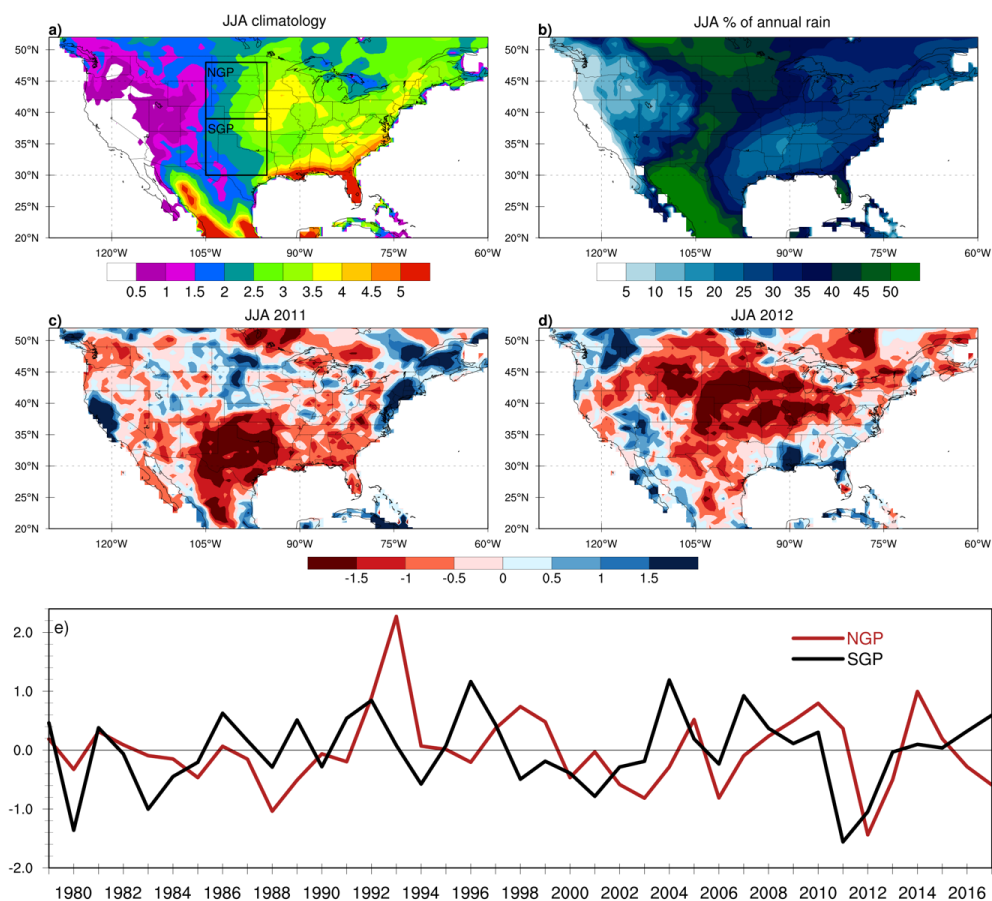 JJA climatology
JJA % of annual rain
a)
b)
50°N
45°N
40°N
35°N
30°N
25°N
20°N
NGP
SGP
120°W 105°W 90°W 75°W 60°W
50°N
45°N
40°N
35°N
30°N
25°N
20°N
120°W 105°W 90°W 75°W 60°W
0.5 1 1.5 2 2.5 3 3.5 4 4.5 5
5 10 15 20 25 30 35 40 45 50
JJA 2011
JJA 2012
c)
d)
50°N
45°N
40°N
35°N
30°N
25°N
20°N
120°W 105°W 90°W 75°W 60°W
50°N
45°N
40°N
35°N
30°N
25°N
20°N
120°W 105°W 90°W 75°W 60°W
-1.5 -1 -0.5 0 0.5 1 1.5
e)
NGP
SGP
2.0
1.0
0.0
-1.0
-2.0
1980 1982 1984 1986 1988 1990 1992 1994 1996 1998 2000 2002 2004 2006 2008 2010 2012 2014 2016